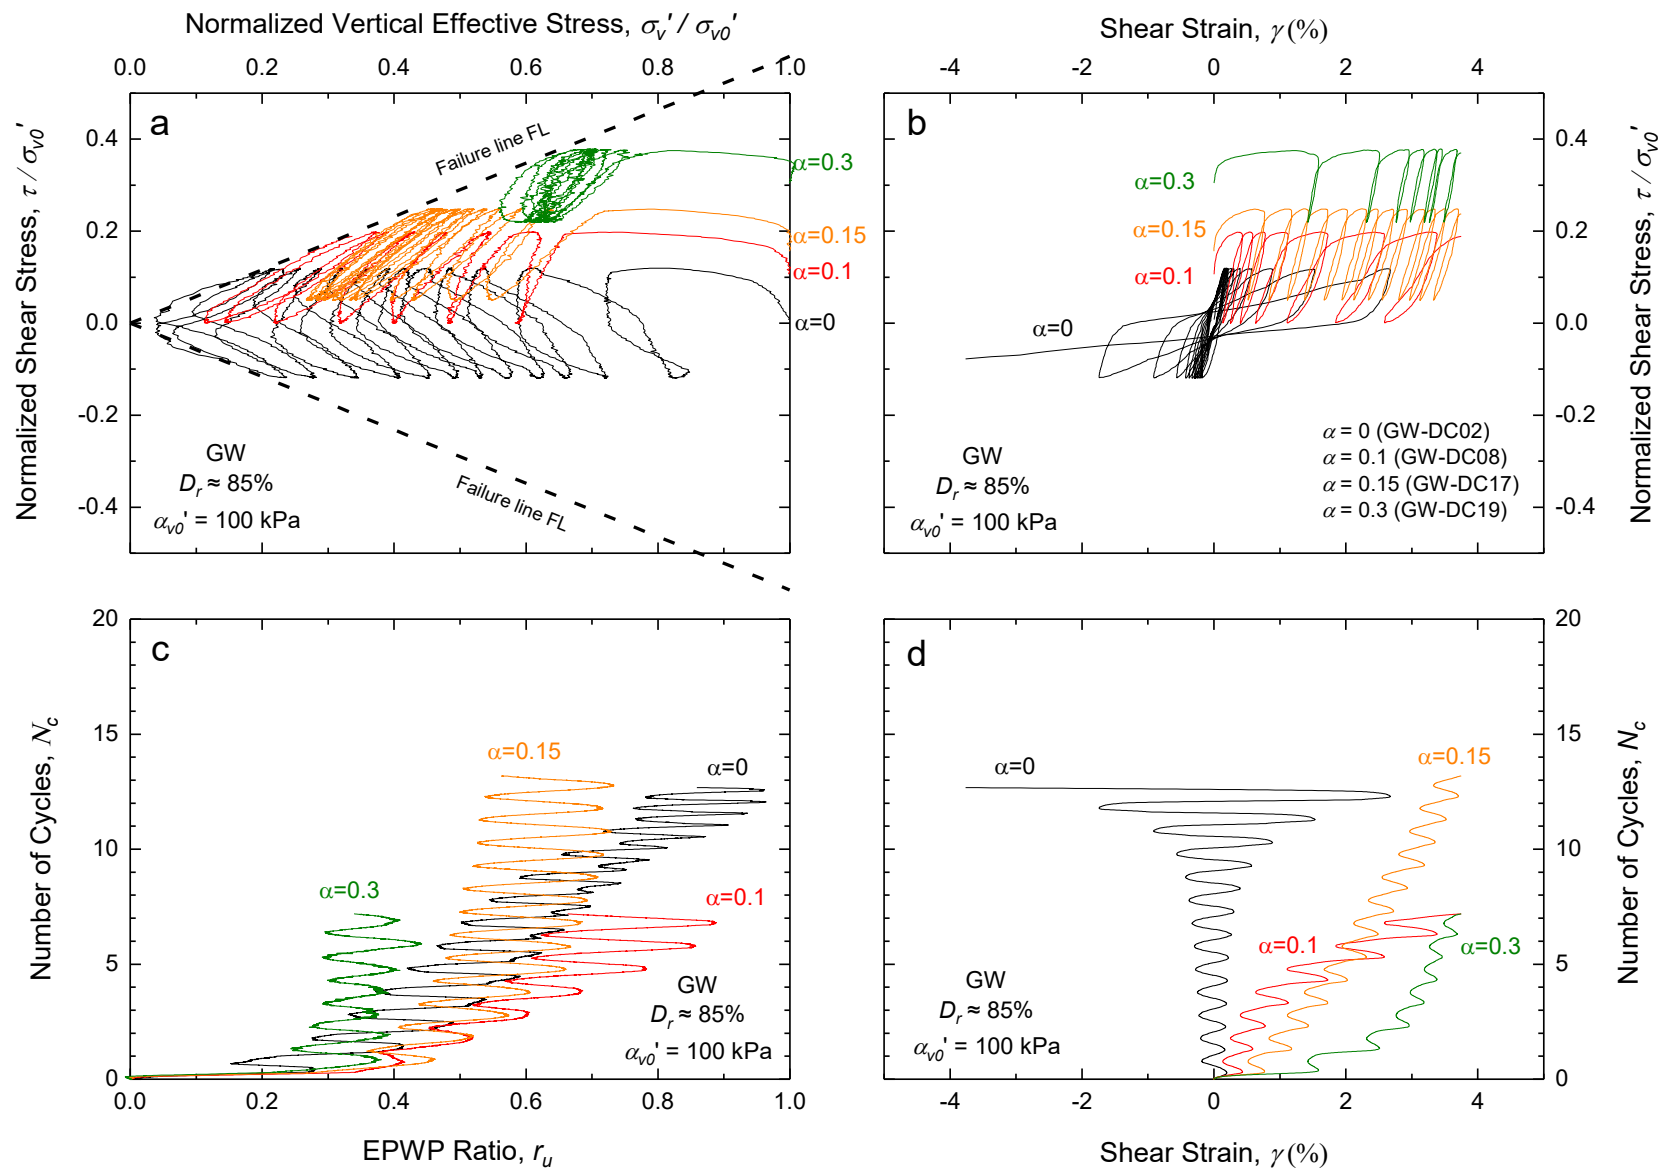 Normalized Vertical Effective Stress, σv' / σv0'
0.0 0.2 0.4 0.6 0.8 1.0
Shear Strain, γ (%)
-4 -2 0 2 4
a
Failure line FL
α=0.3
α=0.15
α=0.1
α=0
Failure line FL
GW
Dr ≈ 85%
αv0' = 100 kPa
0.4
0.2
0.0
-0.2
-0.4
Normalized Shear Stress, τ / σv0'
b
α=0.3
α=0.15
α=0.1
α=0
GW
Dr ≈ 85%
αv0' = 100 kPa
α = 0 (GW-DC02)
α = 0.1 (GW-DC08)
α = 0.15 (GW-DC17)
α = 0.3 (GW-DC19)
0.4
0.2
0.0
-0.2
-0.4
Normalized Shear Stress, τ / σv0'
c
α=0.15
α=0
α=0.3
α=0.1
GW
Dr ≈ 85%
αv0' = 100 kPa
20
15
10
5
0
Number of Cycles, Nc
0.0 0.2 0.4 0.6 0.8 1.0
EPWP Ratio, ru
d
α=0
α=0.15
α=0.1
α=0.3
GW
Dr ≈ 85%
αv0' = 100 kPa
20
15
10
5
0
Number of Cycles, Nc
-4 -2 0 2 4
Shear Strain, γ (%)